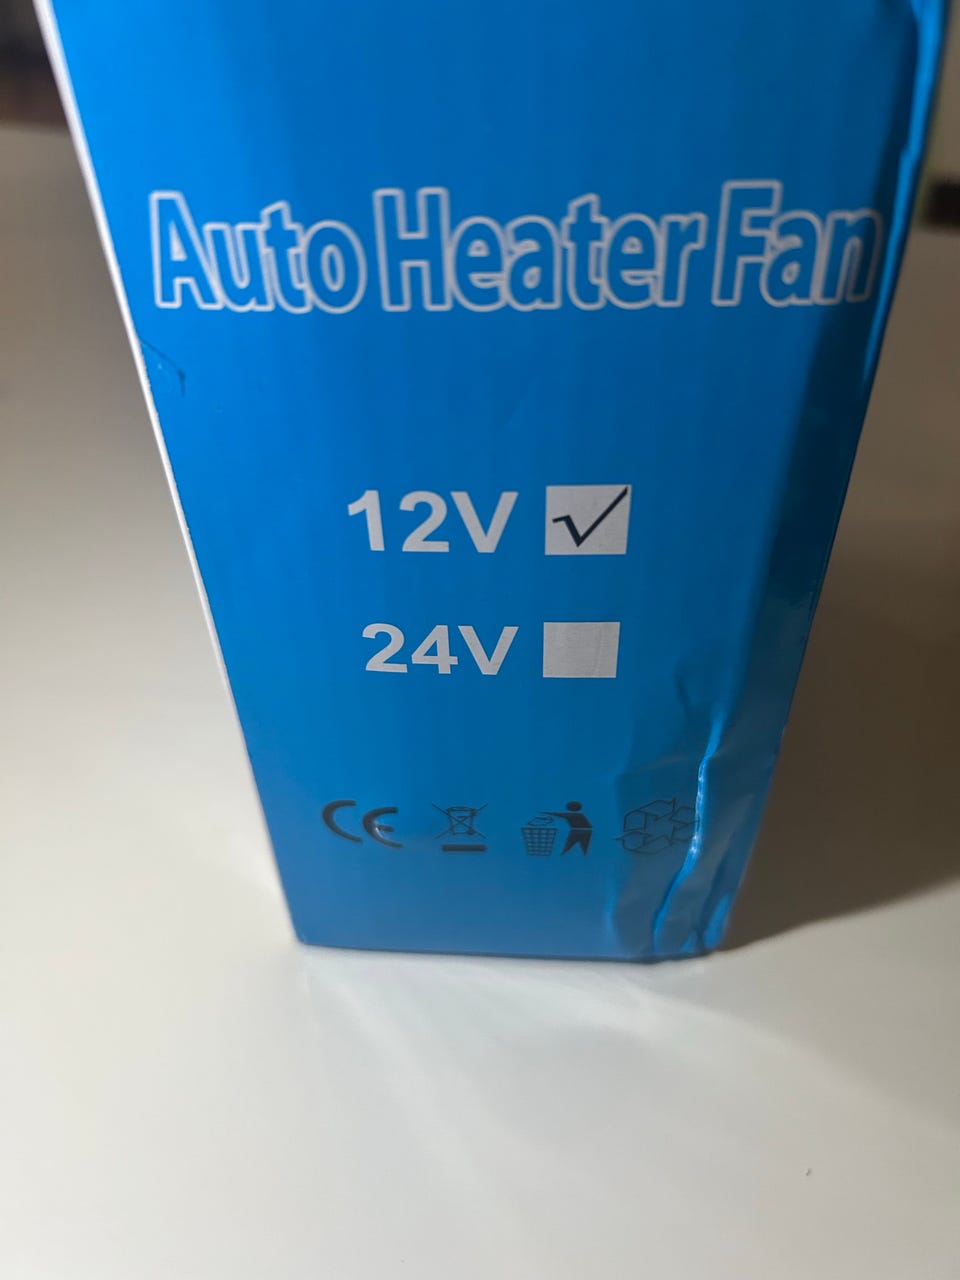 Auto Heater Fan
12V
24V
CE